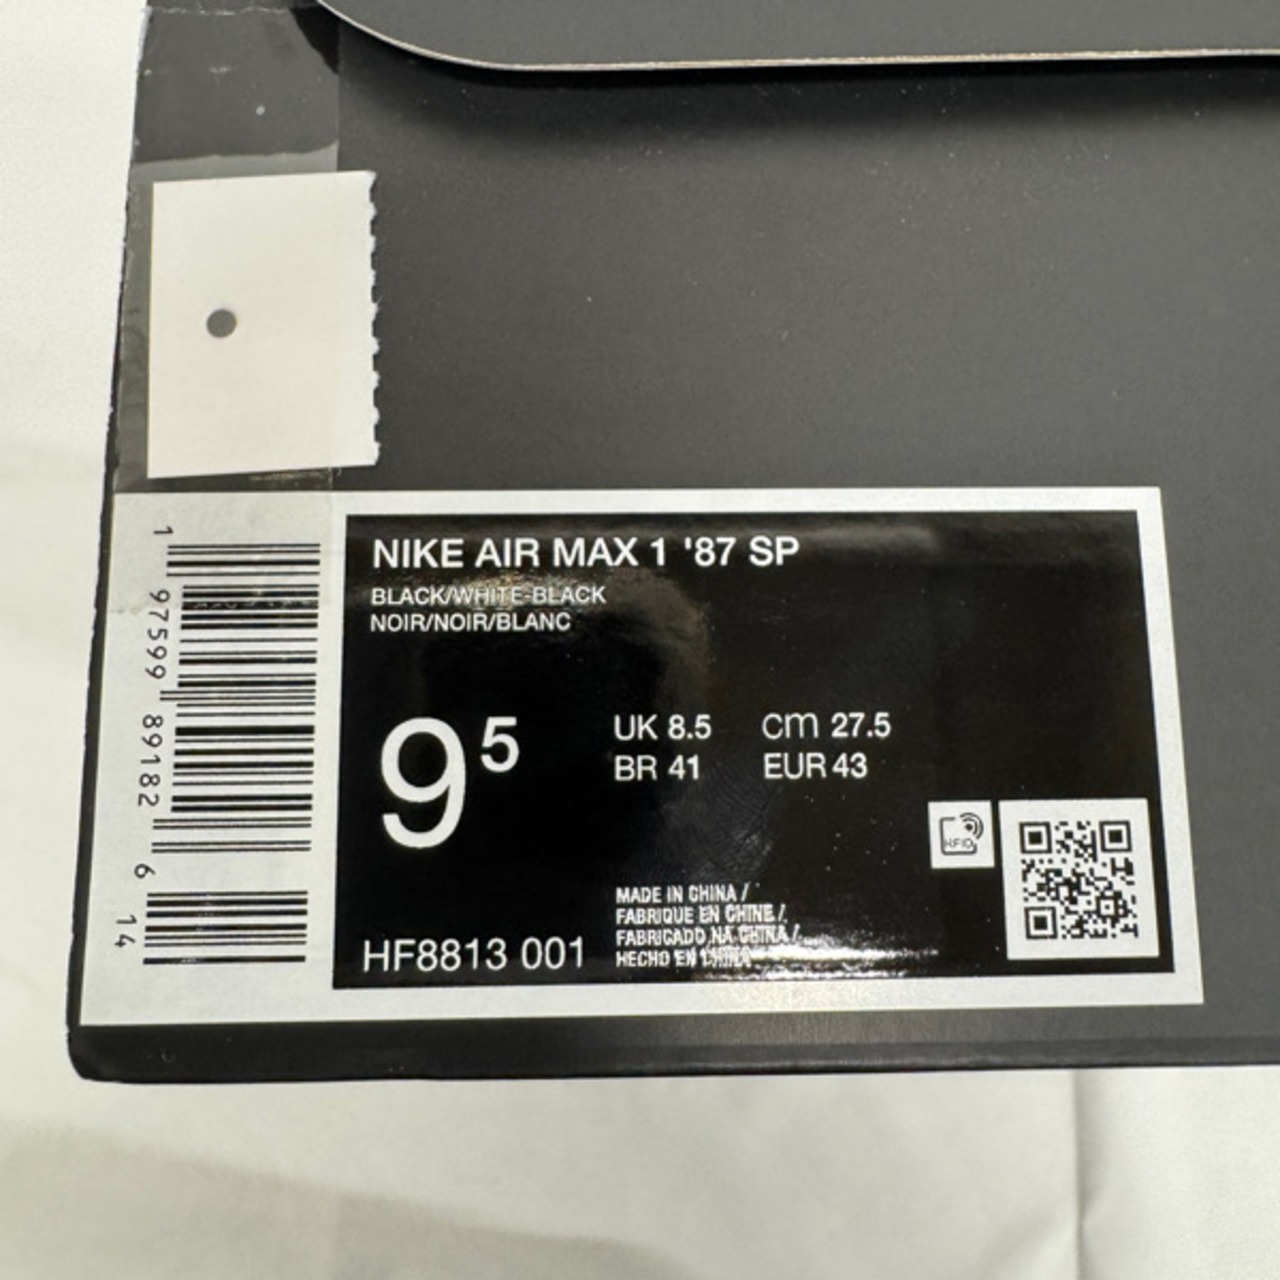 NIKE AIR MAX 1 '87 SP
BLACK/WHITE-BLACK
NOIR/NOIR/BLANC
9 5
UK 8.5 cm 27.5
BR 41 EUR 43
RFID
MADE IN CHINA /
FABRIQUE EN CHINE /
FABRICADO NA CHINA /
HECHO EN CHINA
HF8813 001
1 97599 89182 6 14